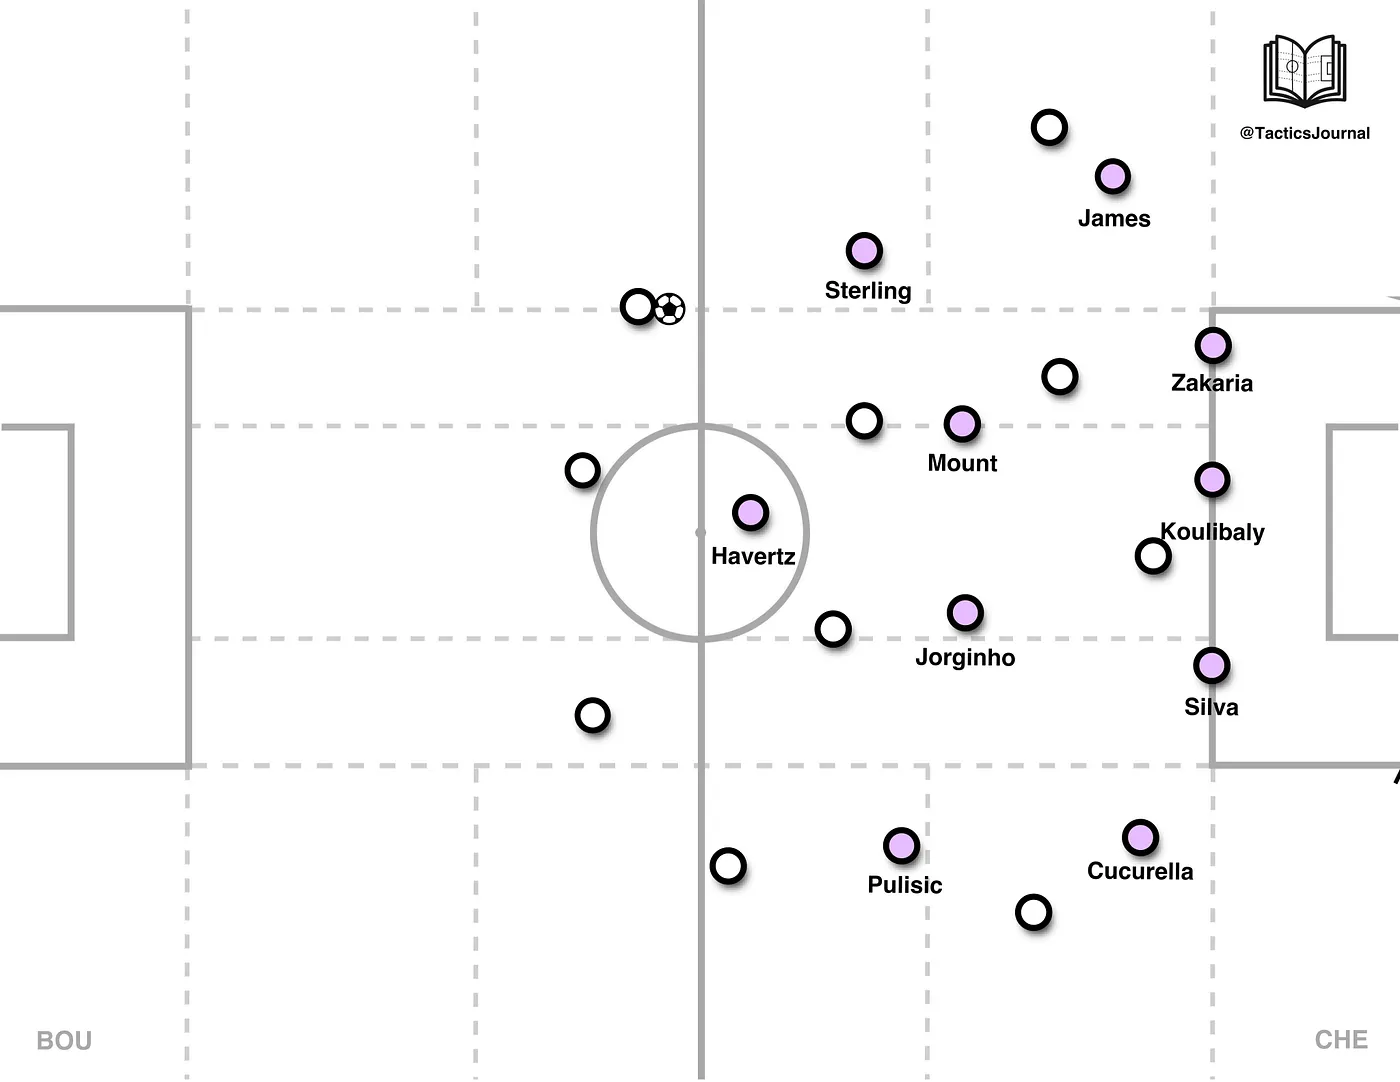 @TacticsJournal
James
Sterling
Zakaria
Mount
Koulibaly
Havertz
Jorginho
Silva
Cucurella
Pulisic
BOU
CHE